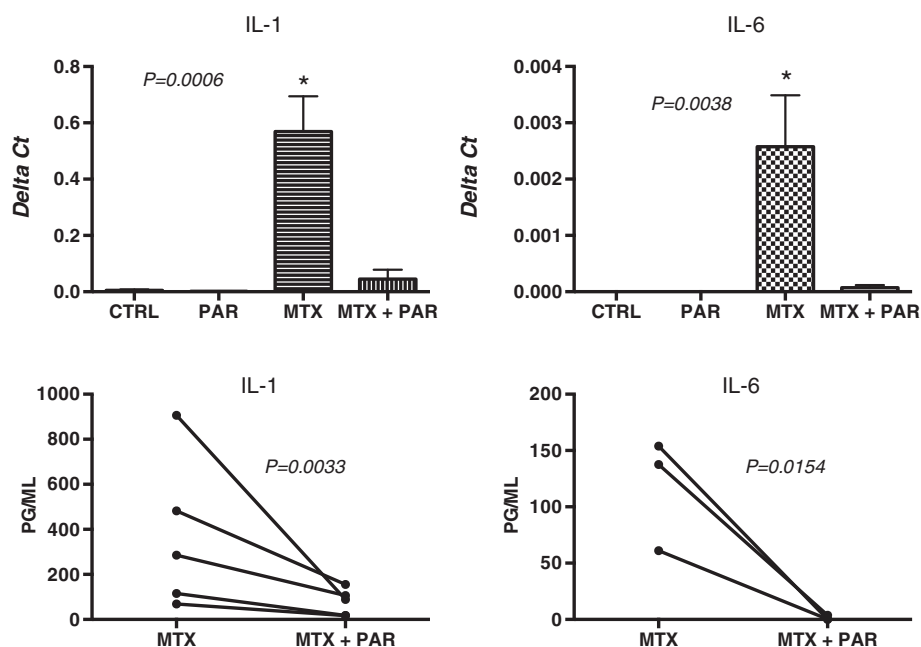 IL-1
P=0.0006
*
Delta Ct
0.8
0.6
0.4
0.2
0.0
CTRL PAR MTX MTX + PAR
IL-6
P=0.0038
*
Delta Ct
0.004
0.003
0.002
0.001
0.000
CTRL PAR MTX MTX + PAR
IL-1
P=0.0033
PG/ML
1000
800
600
400
200
0
MTX MTX + PAR
IL-6
P=0.0154
PG/ML
200
150
100
50
0
MTX MTX + PAR